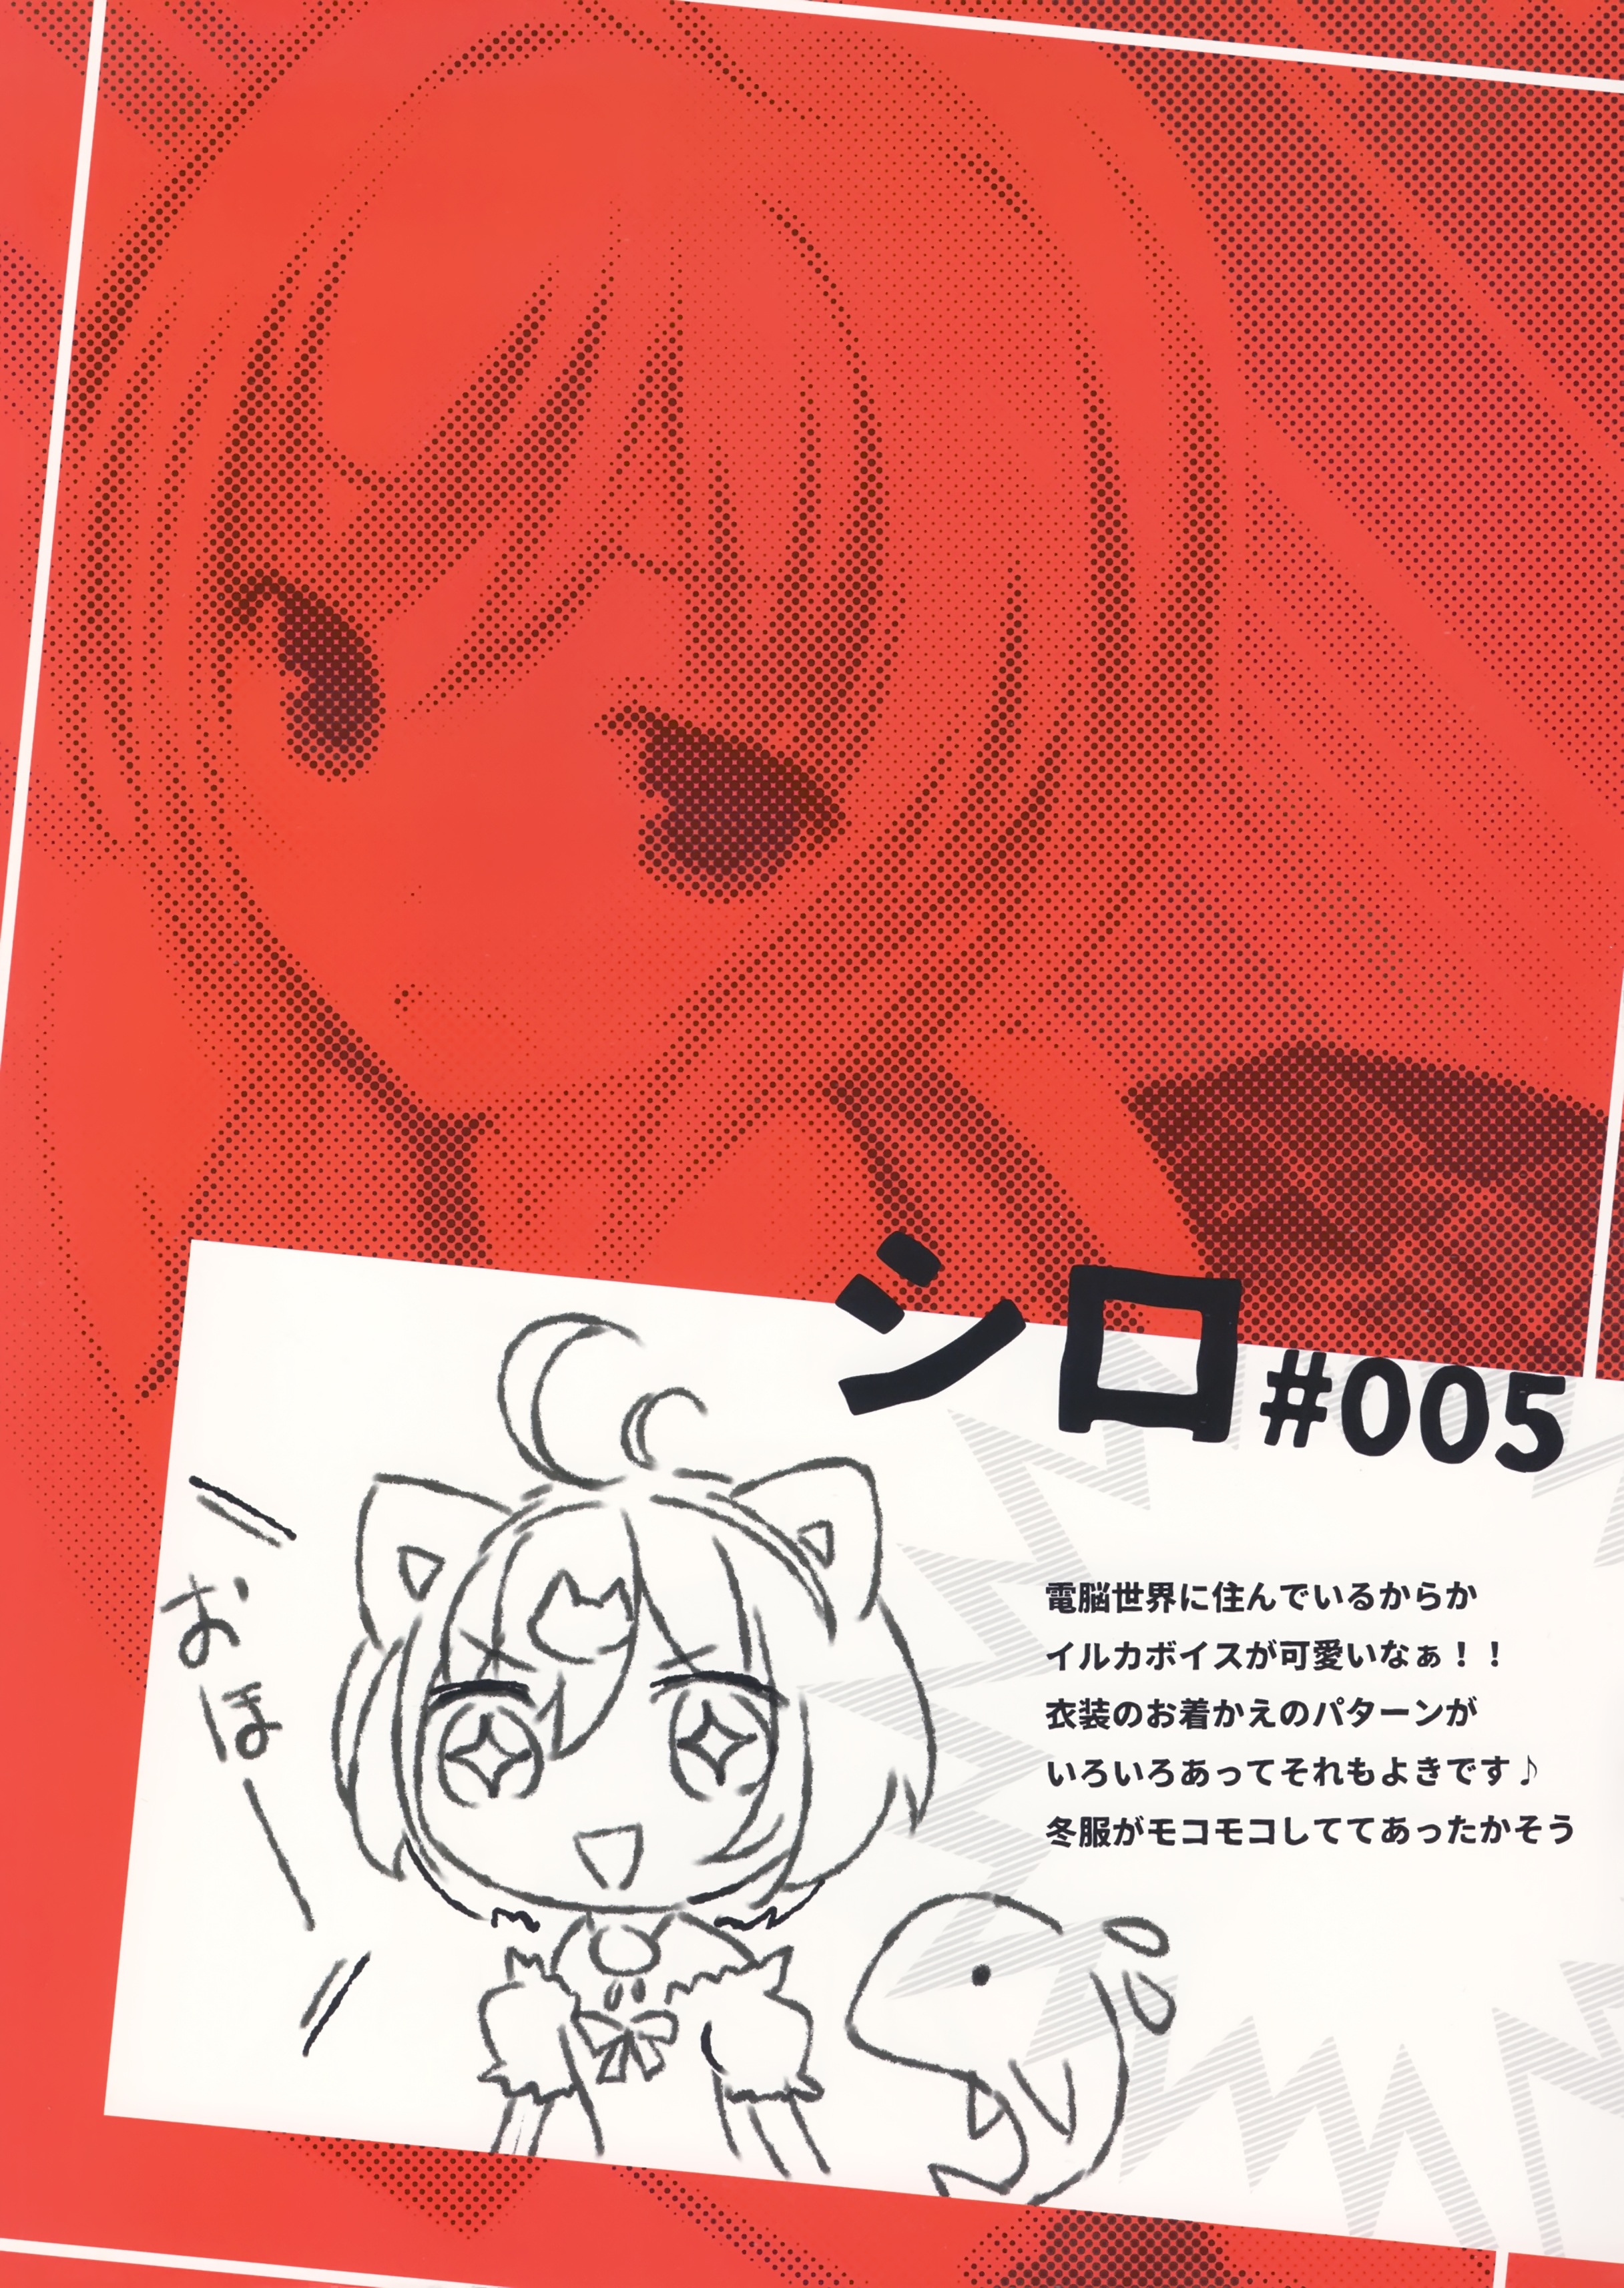 シロ #005
電脳世界に住んでいるからか
イルカボイスが可愛いなぁ！！
衣装のお着かえのパターンが
いろいろあってそれもよきです♪
冬服がモコモコしててあったかそう
おほー